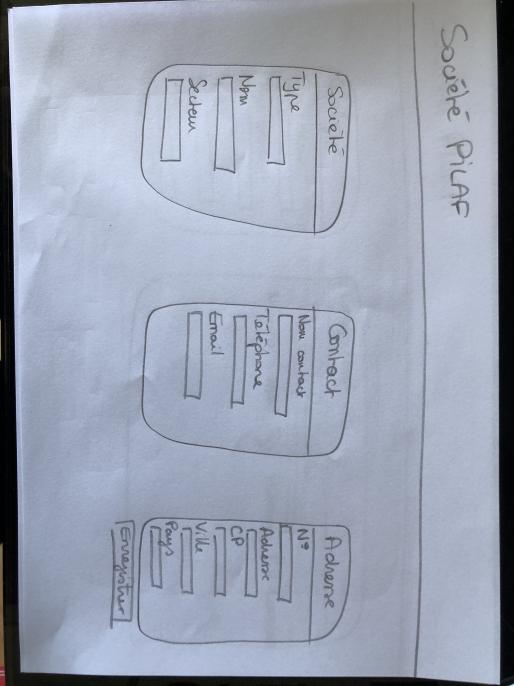 Société PiLAF
Société
Type
Nom
Secteur
Contact
Nom contact
Téléphone
Email
Adresse
N°
Adresse
CP
Ville
Pays
Enregistrer